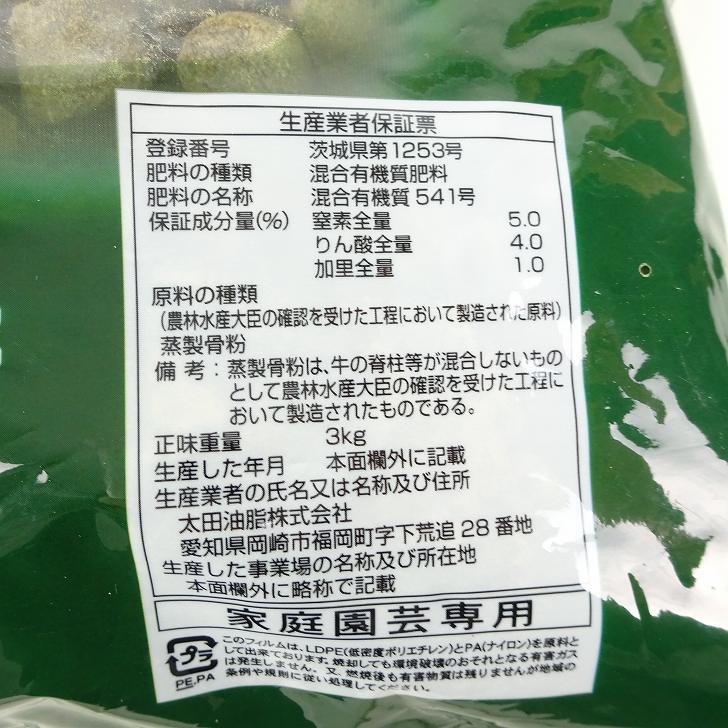 生産業者保証票
登録番号 茨城県第1253号
肥料の種類 混合有機質肥料
肥料の名称 混合有機質541号
保証成分量(%) 窒素全量 5.0
りん酸全量 4.0
加里全量 1.0
原料の種類
(農林水産大臣の確認を受けた工程において製造された原料)
蒸製骨粉
備考:蒸製骨粉は、牛の脊柱等が混合しないもの
として農林水産大臣の確認を受けた工程に
おいて製造されたものである。
正味重量 3kg
生産した年月 本面欄外に記載
生産業者の氏名又は名称及び住所
太田油脂株式会社
愛知県岡崎市福岡町字下荒追28番地
生産した事業場の名称及び所在地
本面欄外に略称で記載
家庭園芸専用
プラ
PE,PA
このフィルムは、LDPE(低密度ポリエチレン)とPA(ナイロン)を原料と
して出来ております。焼却しても環境破壊のおそれとなる有害ガス
は発生しません。又、燃焼後も有害物質は残りませんが地域の
条例や規則に従い処理してください。